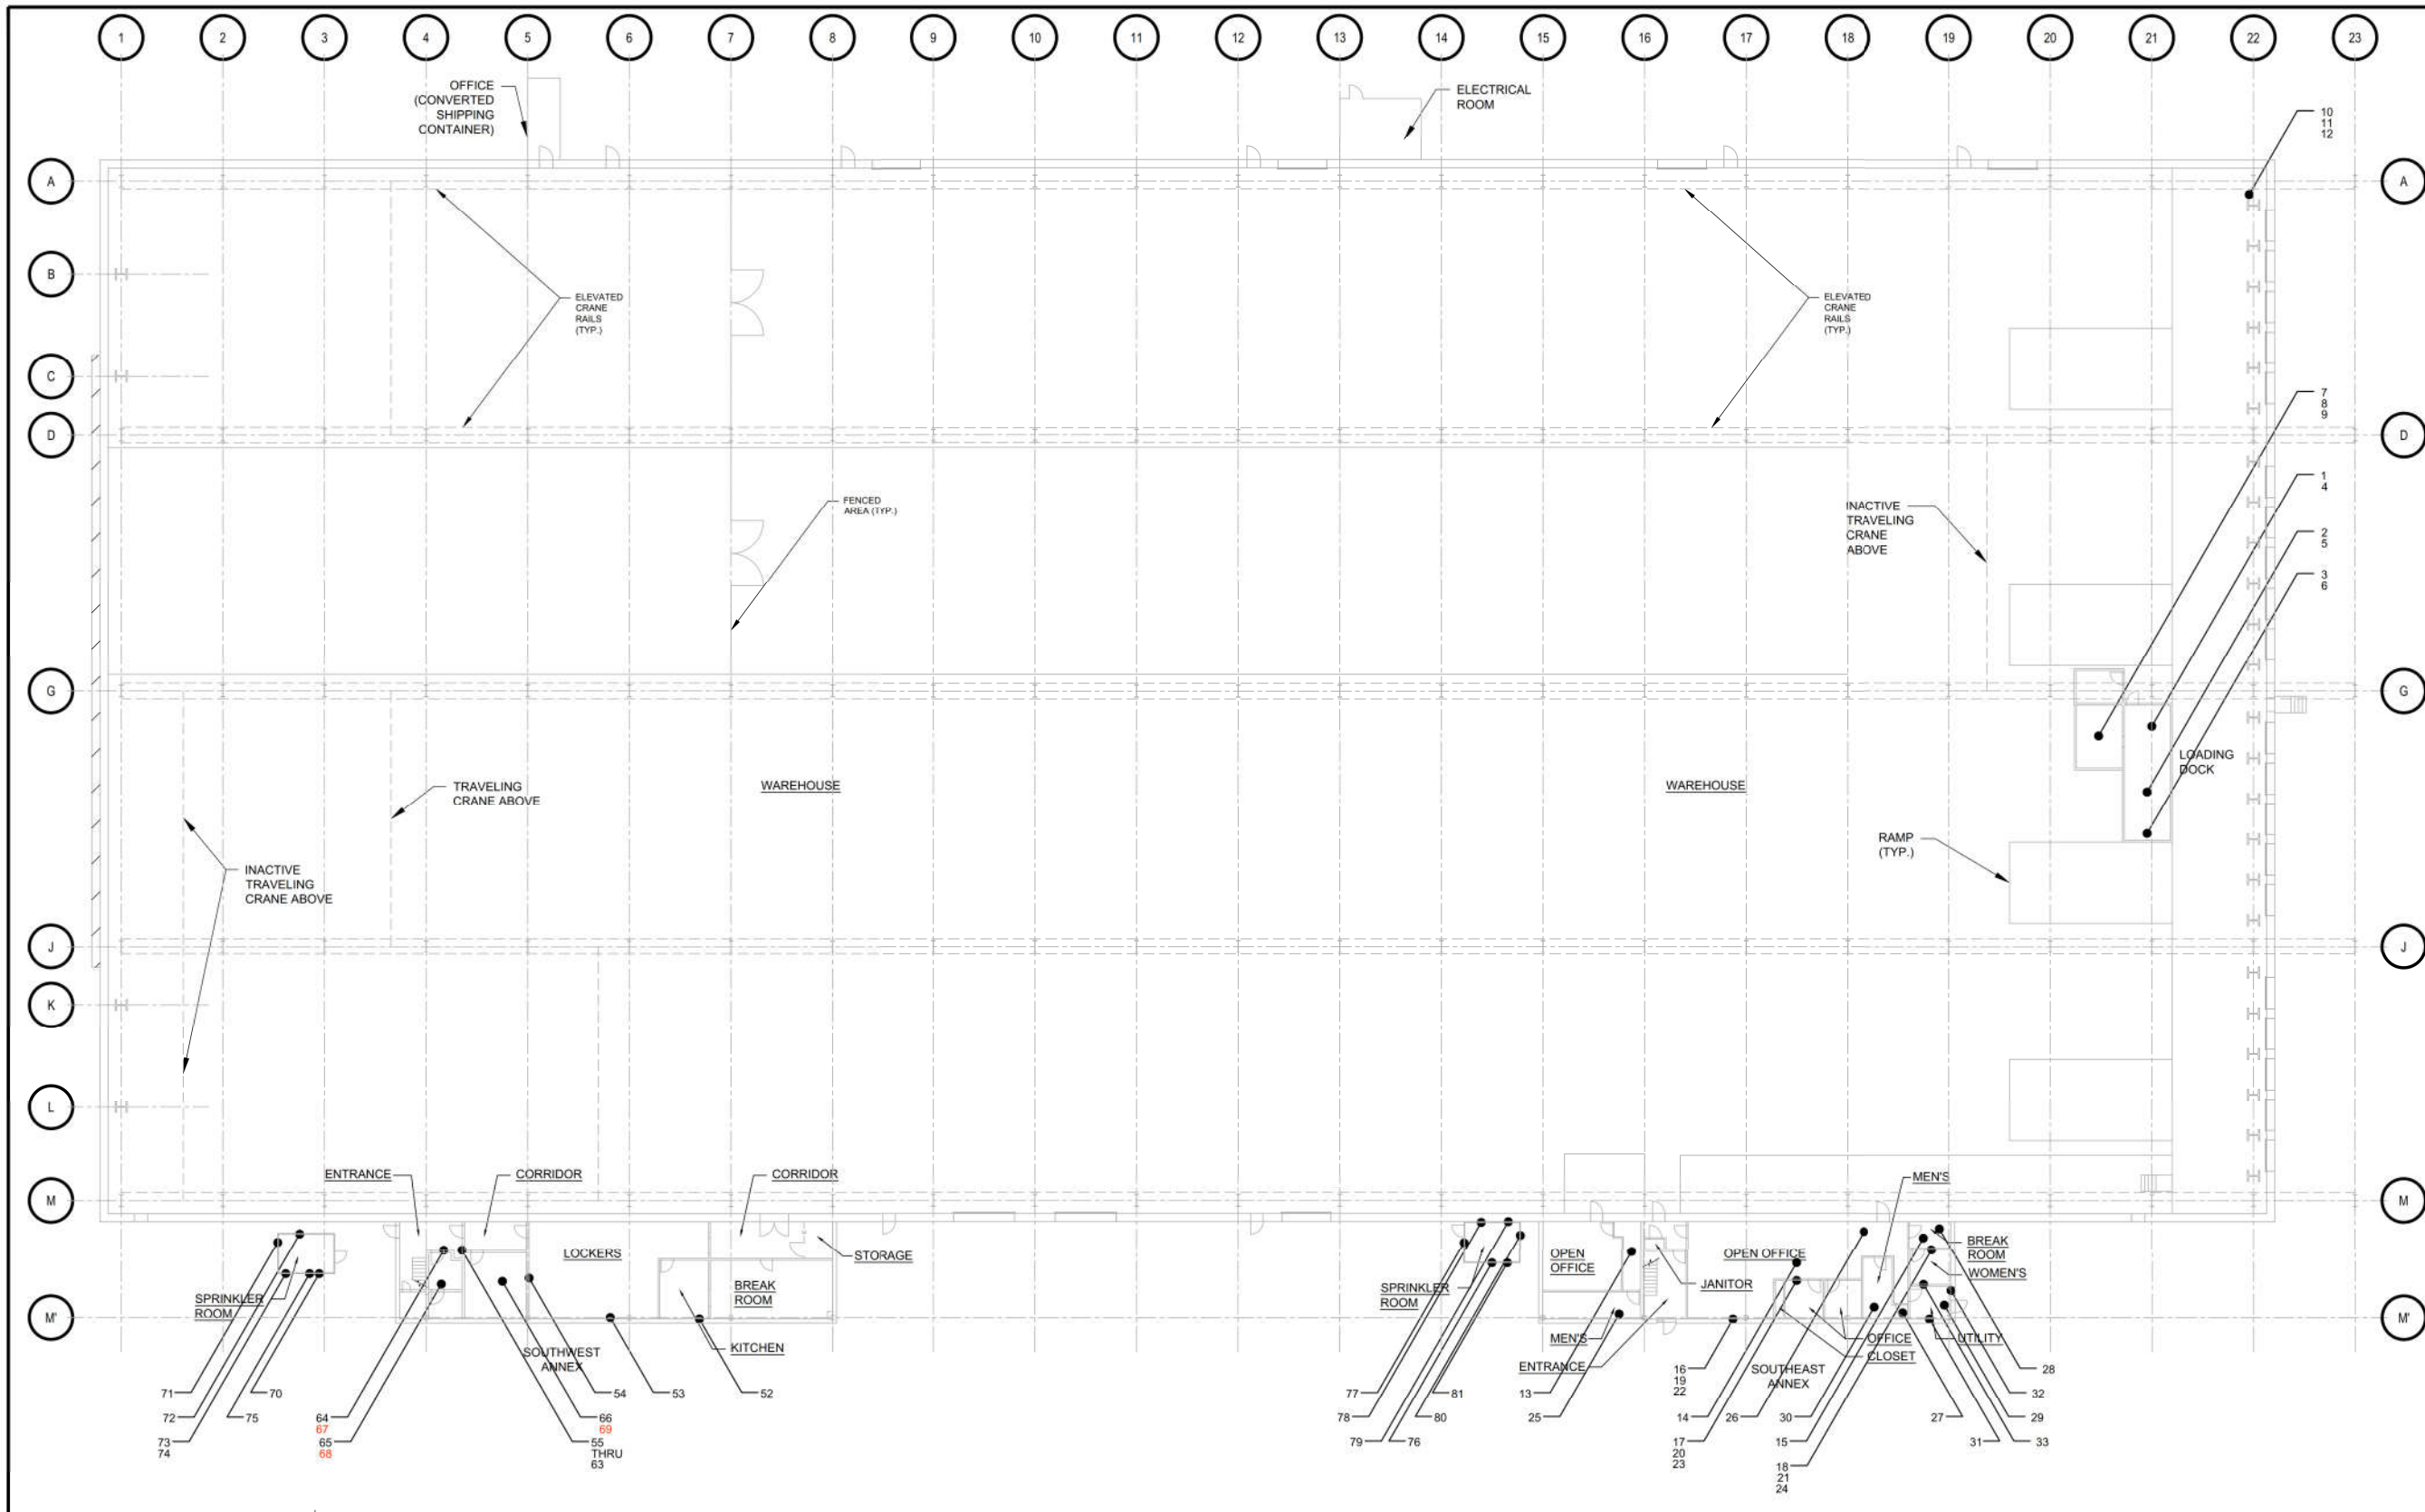 1 2 3 4 5 6 7 8 9 10 11 12 13 14 15 16 17 18 19 20 21 22 23
OFFICE
(CONVERTED
SHIPPING
CONTAINER)
ELECTRICAL
ROOM
10
11
12
A A
B
ELEVATED
CRANE
RAILS
(TYP.)
ELEVATED
CRANE
RAILS
(TYP.)
C
7
8
9
D D
1
4
FENCED
AREA (TYP.)
INACTIVE
TRAVELING
CRANE
ABOVE
2
5
3
6
G G
LOADING
DOCK
TRAVELING
CRANE ABOVE
WAREHOUSE
WAREHOUSE
RAMP
(TYP.)
INACTIVE
TRAVELING
CRANE ABOVE
J J
K
L
ENTRANCE
CORRIDOR
CORRIDOR
MEN'S
M M
LOCKERS
STORAGE
OPEN
OFFICE
OPEN OFFICE
BREAK
ROOM
WOMEN'S
SPRINKLER
ROOM
BREAK
ROOM
SPRINKLER
ROOM
JANITOR
M' M'
KITCHEN
MEN'S
OFFICE
UTILITY
SOUTHWEST
ANNEX
ENTRANCE
CLOSET
SOUTHEAST
ANNEX
71
70
54
53
52
77
81
13
16
19
22
28
32
72
75
64
67
66
69
78
80
25
14
26
30
27
29
73
74
65
68
55
THRU
63
79
76
17
20
23
15
31
33
18
21
24